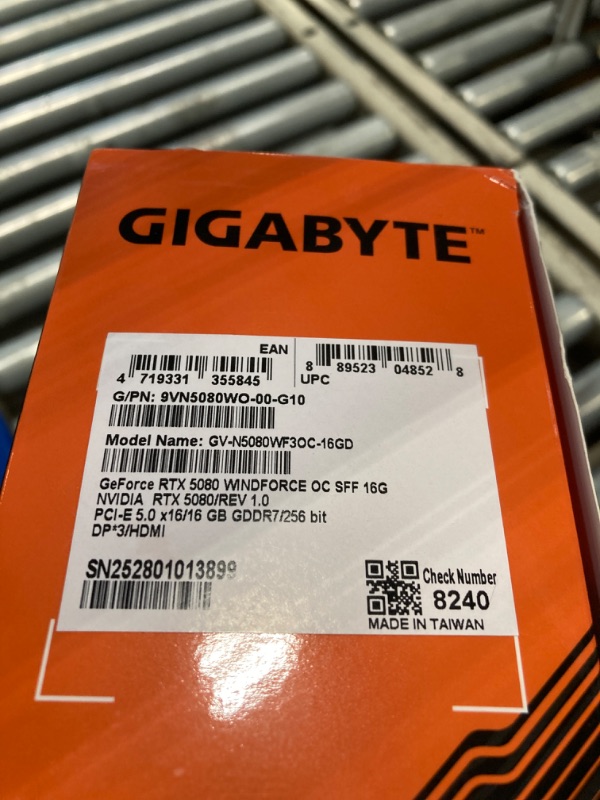 GIGABYTE™
EAN
4 719331 355845
8 89523 04852 8
UPC
G/PN: 9VN5080WO-00-G10
Model Name: GV-N5080WF3OC-16GD
GeForce RTX 5080 WINDFORCE OC SFF 16G
NVIDIA RTX 5080/REV 1.0
PCI-E 5.0 x16/16 GB GDDR7/256 bit
DP*3/HDMI
SN252801013899
Check Number
8240
MADE IN TAIWAN